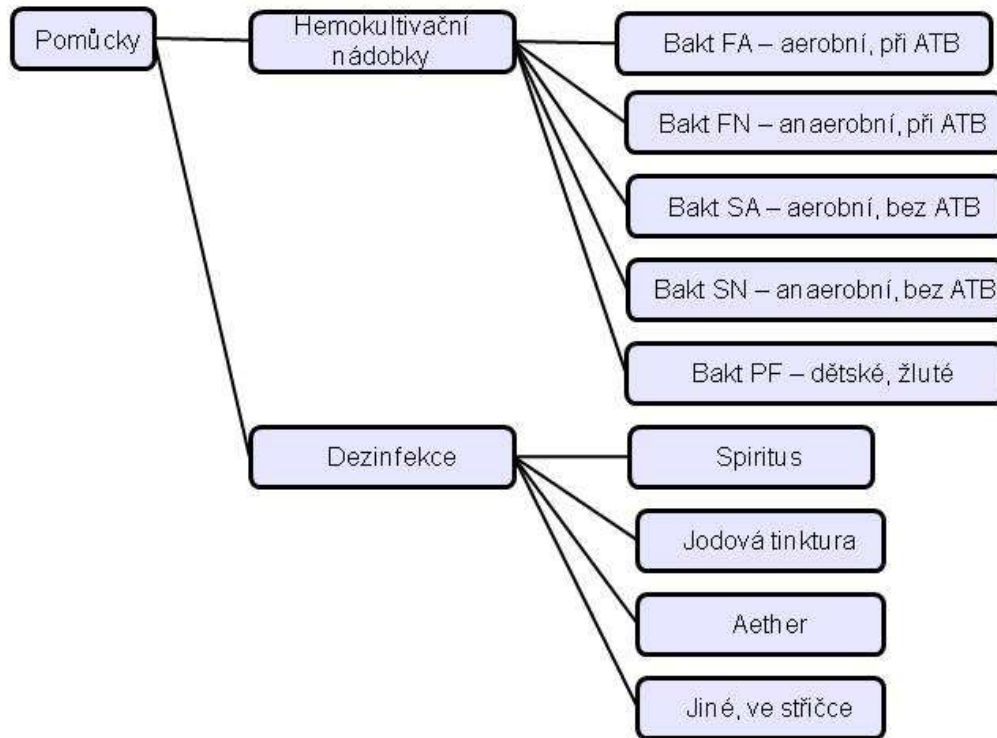 Pomůcky
Hemokultivační
nádobky
Bakt FA – aerobní, při ATB
Bakt FN – anaerobní, při ATB
Bakt SA – aerobní, bez ATB
Bakt SN – anaerobní, bez ATB
Bakt PF – dětské, žluté
Dezinfekce
Spiritus
Jodová tinktura
Aether
Jiné, ve střičce